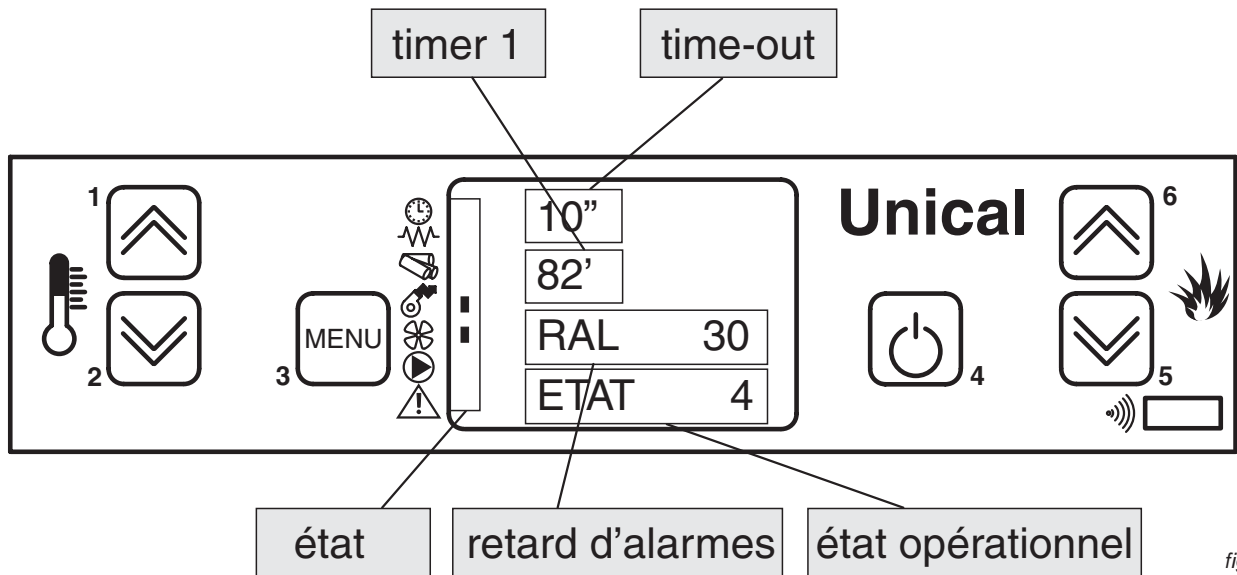 timer 1
time-out
1
6
10”
Unical
82’
MENU
RAL 30
2
3
4
5
ETAT 4
état
retard d'alarmes
état opérationnel